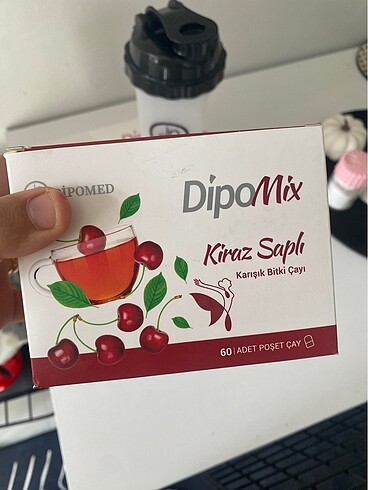 DİPOMED
DipoMix
Kiraz Saplı
Karışık Bitki Çayı
60 | ADET POŞET ÇAY